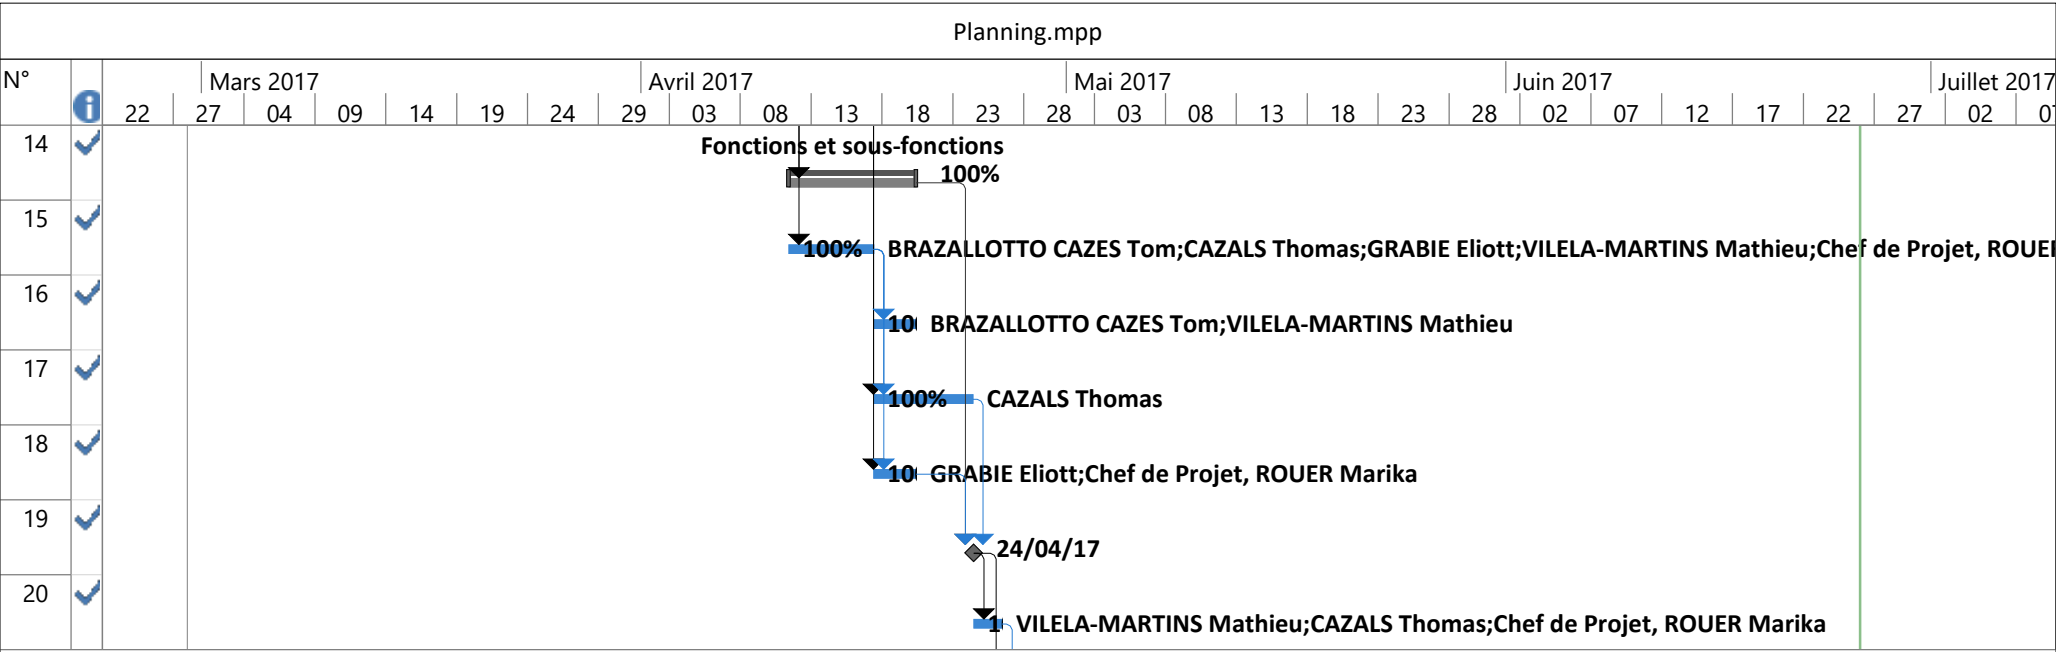 Planning.mpp
N° Mars 2017 Avril 2017 Mai 2017 Juin 2017 Juillet 2017
22 27 04 09 14 19 24 29 03 08 13 18 23 28 03 08 13 18 23 28 02 07 12 17 22 27 02
14 Fonctions et sous-fonctions
100%
15 100% BRAZALLOTTO CAZES Tom;CAZALS Thomas;GRABIE Eliott;VILELA-MARTINS Mathieu;Chef de Projet, ROUE
16 10 BRAZALLOTTO CAZES Tom;VILELA-MARTINS Mathieu
17 100% CAZALS Thomas
18 10 GRABIE Eliott;Chef de Projet, ROUER Marika
19 24/04/17
20 1 VILELA-MARTINS Mathieu;CAZALS Thomas;Chef de Projet, ROUER Marika